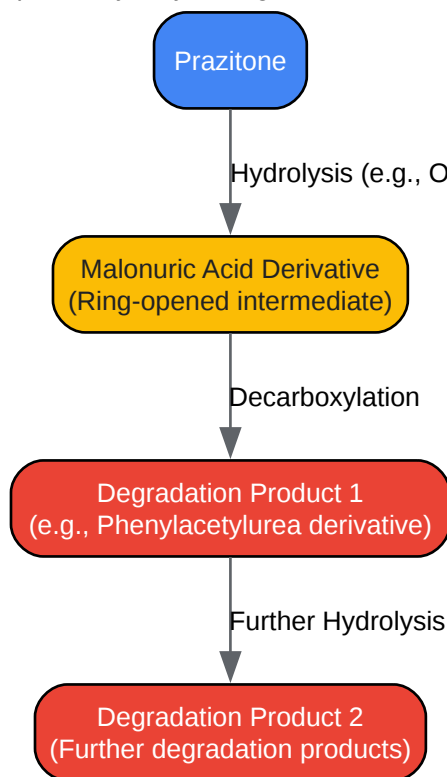 Prazitone
Hydrolysis (e.g., O
Malonuric Acid Derivative
(Ring-opened intermediate)
Decarboxylation
Degradation Product 1
(e.g., Phenylacetylurea derivative)
Further Hydrolysis
Degradation Product 2
(Further degradation products)